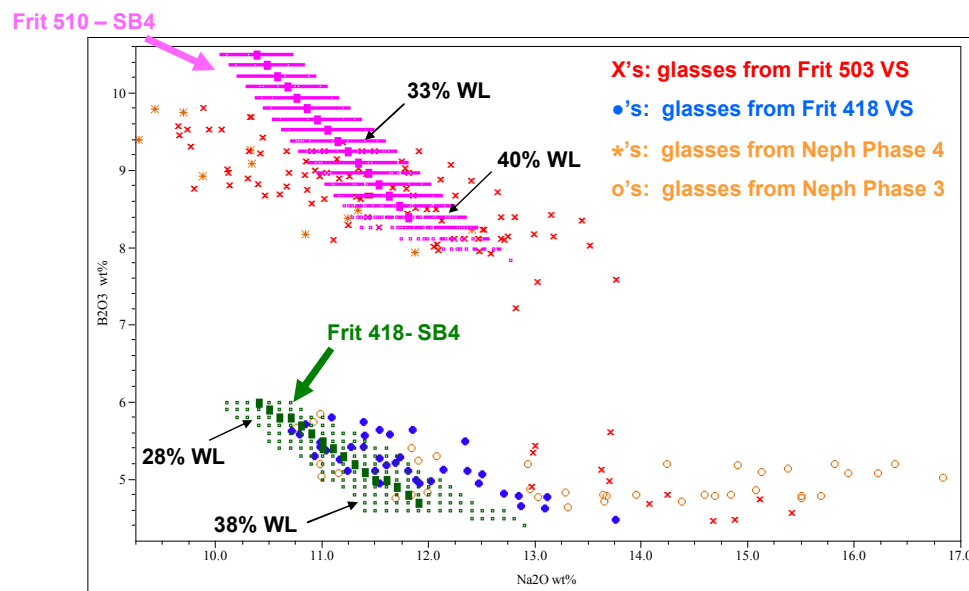 Frit 510 – SB4
X's: glasses from Frit 503 VS
●'s: glasses from Frit 418 VS
*'s: glasses from Neph Phase 4
o's: glasses from Neph Phase 3
33% WL
40% WL
Frit 418- SB4
28% WL
38% WL
B2O3 wt%
10
9
8
7
6
5
10.0 11.0 12.0 13.0 14.0 15.0 16.0 17.0
Na2O wt%